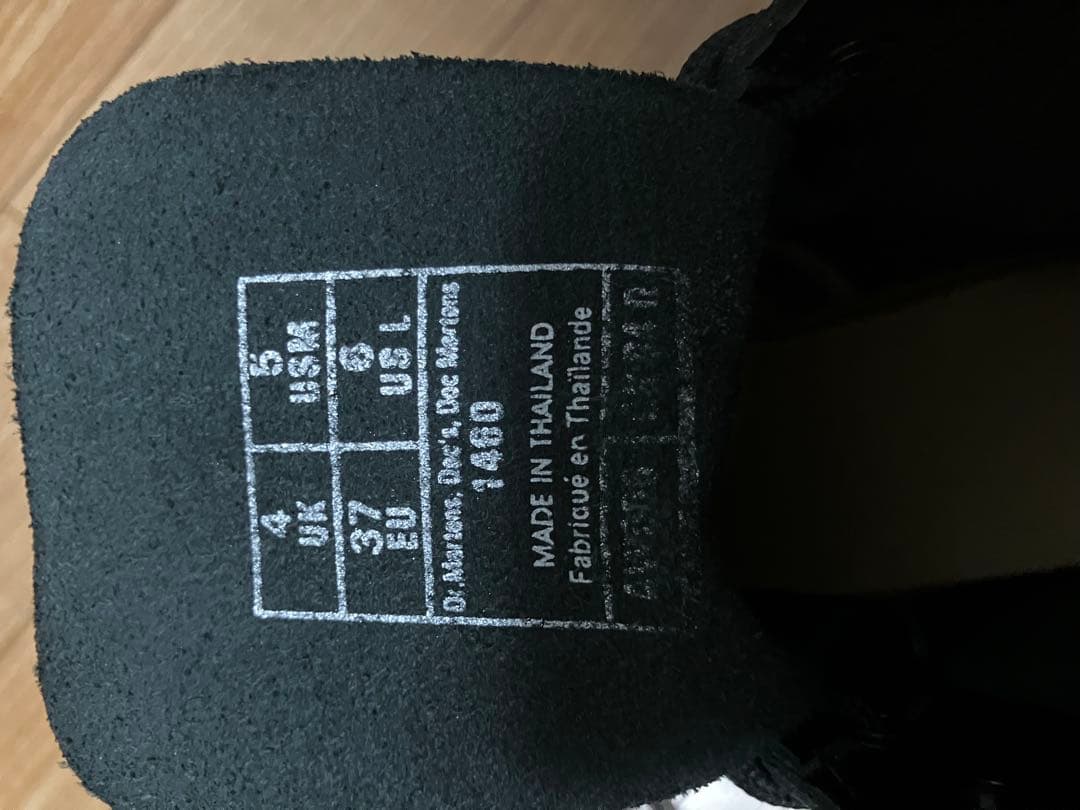 4 5
UK USM
37 6
EU US L
Dr.Martens, Doc's, Doc Martens
1460
MADE IN THAILAND
Fabriqué en Thaïlande